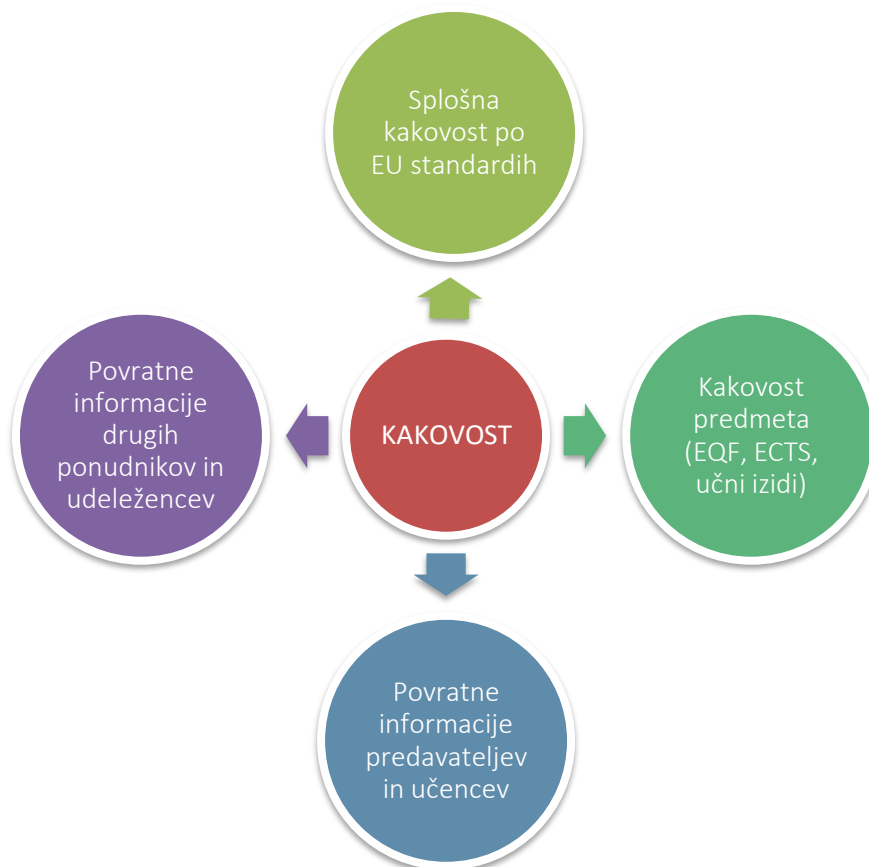 Splošna
kakovost po
EU standardih
Povratne
informacije
drugih
ponudnikov in
udeležencev
KAKOVOST
Kakovost
predmeta
(EQF, ECTS,
učni izidi)
Povratne
informacije
predavateljev
in učencev